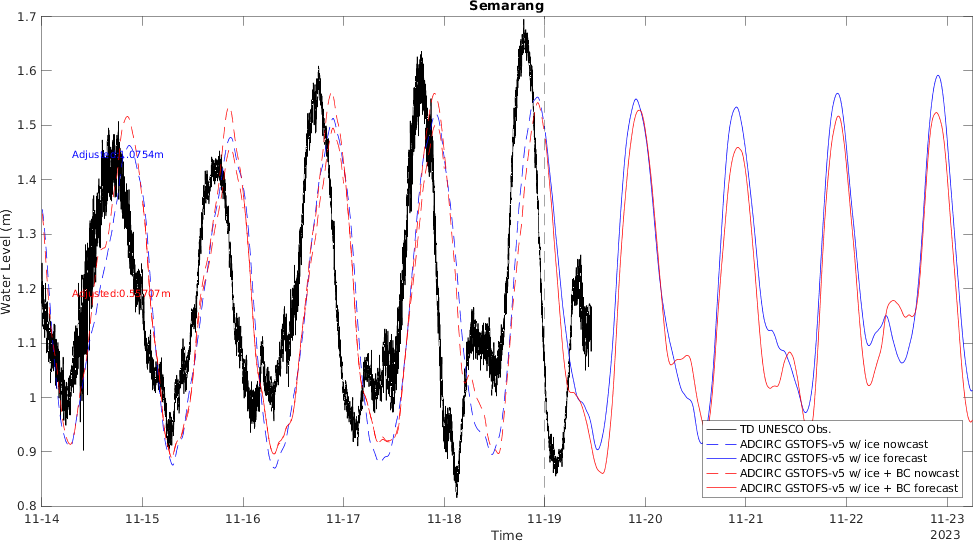 Semarang
1.7
1.6
1.5
1.4
1.3
1.2
1.1
1
0.9
0.8
Water Level (m)
m
m
TD UNESCO Obs.
ADCIRC GSTOFS-v5 w/ ice nowcast
ADCIRC GSTOFS-v5 w/ ice forecast
ADCIRC GSTOFS-v5 w/ ice + BC nowcast
ADCIRC GSTOFS-v5 w/ ice + BC forecast
11-14 11-15 11-16 11-17 11-18 11-19 11-20 11-21 11-22 11-23
2023
Time